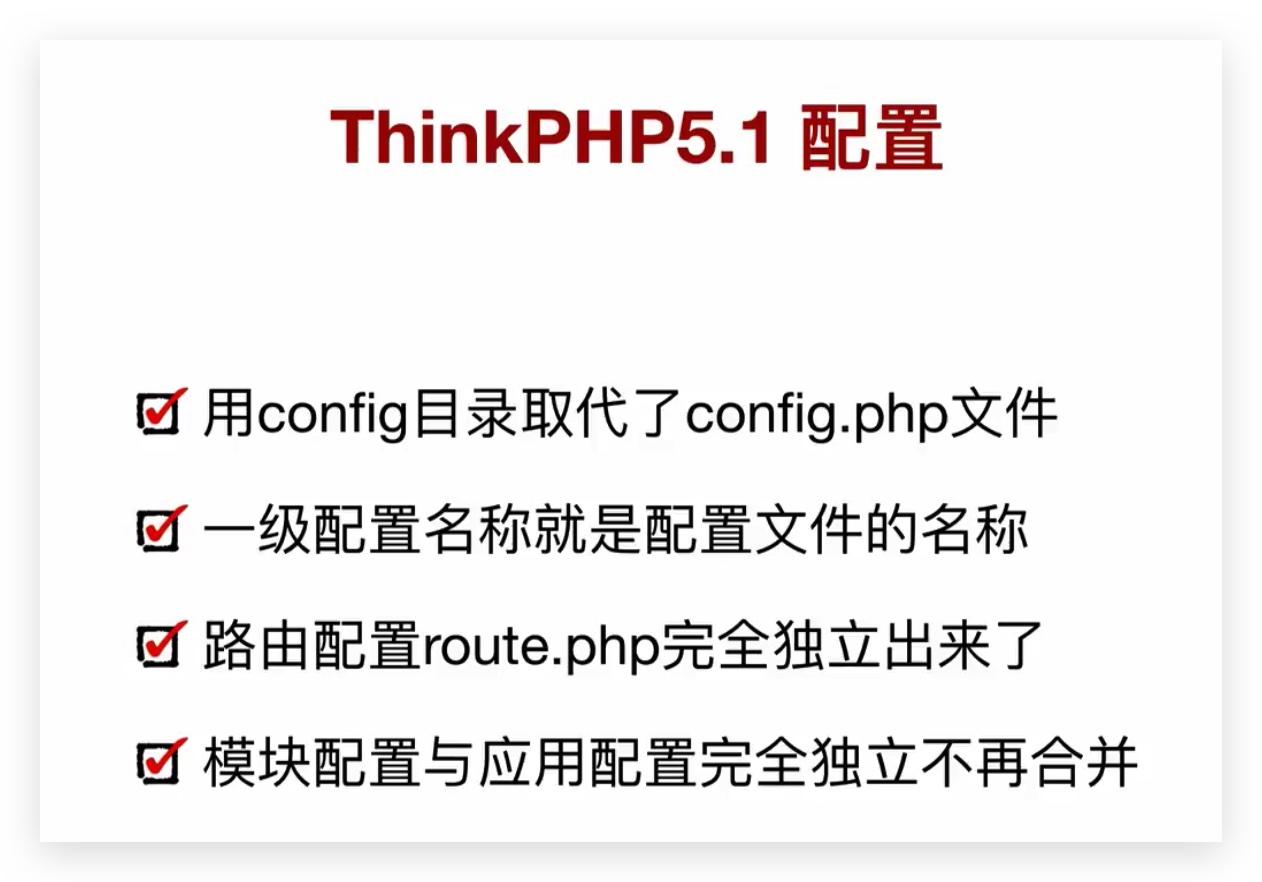 ThinkPHP5.1 配置
用config目录取代了config.php文件
一级配置名称就是配置文件的名称
路由配置route.php完全独立出来了
模块配置与应用配置完全独立不再合并